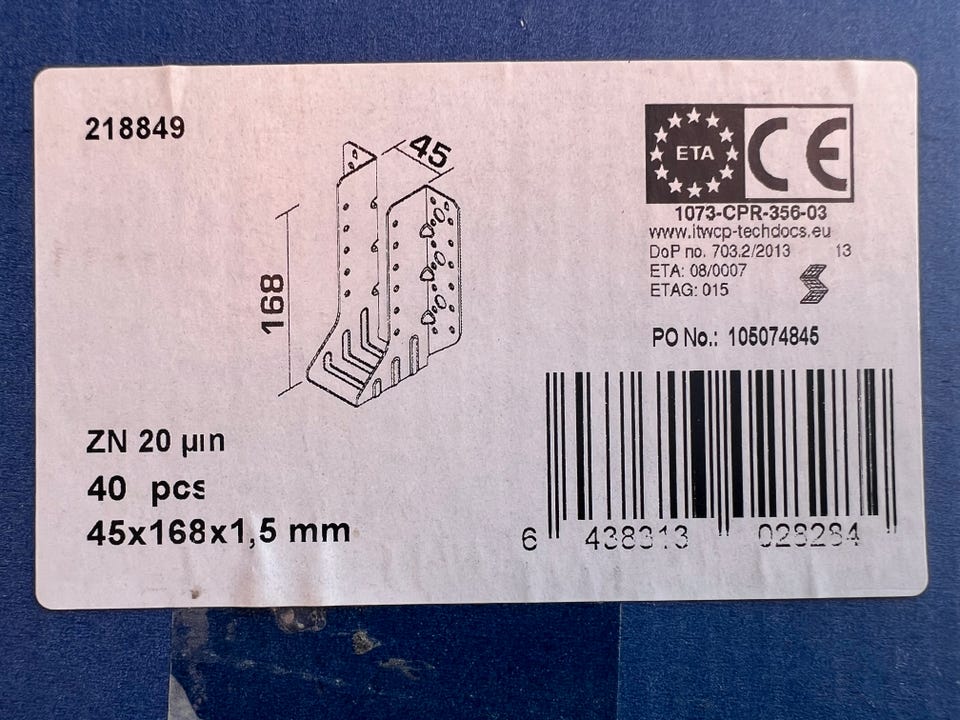 218849
45
168
ETA CE
1073-CPR-356-03
www.itwcp-techdocs.eu
DoP no. 703.2/2013 13
ETA: 08/0007
ETAG: 015
PO No.: 105074845
ZN 20 µm
40 pcs
45x168x1,5 mm
6 438313 028284